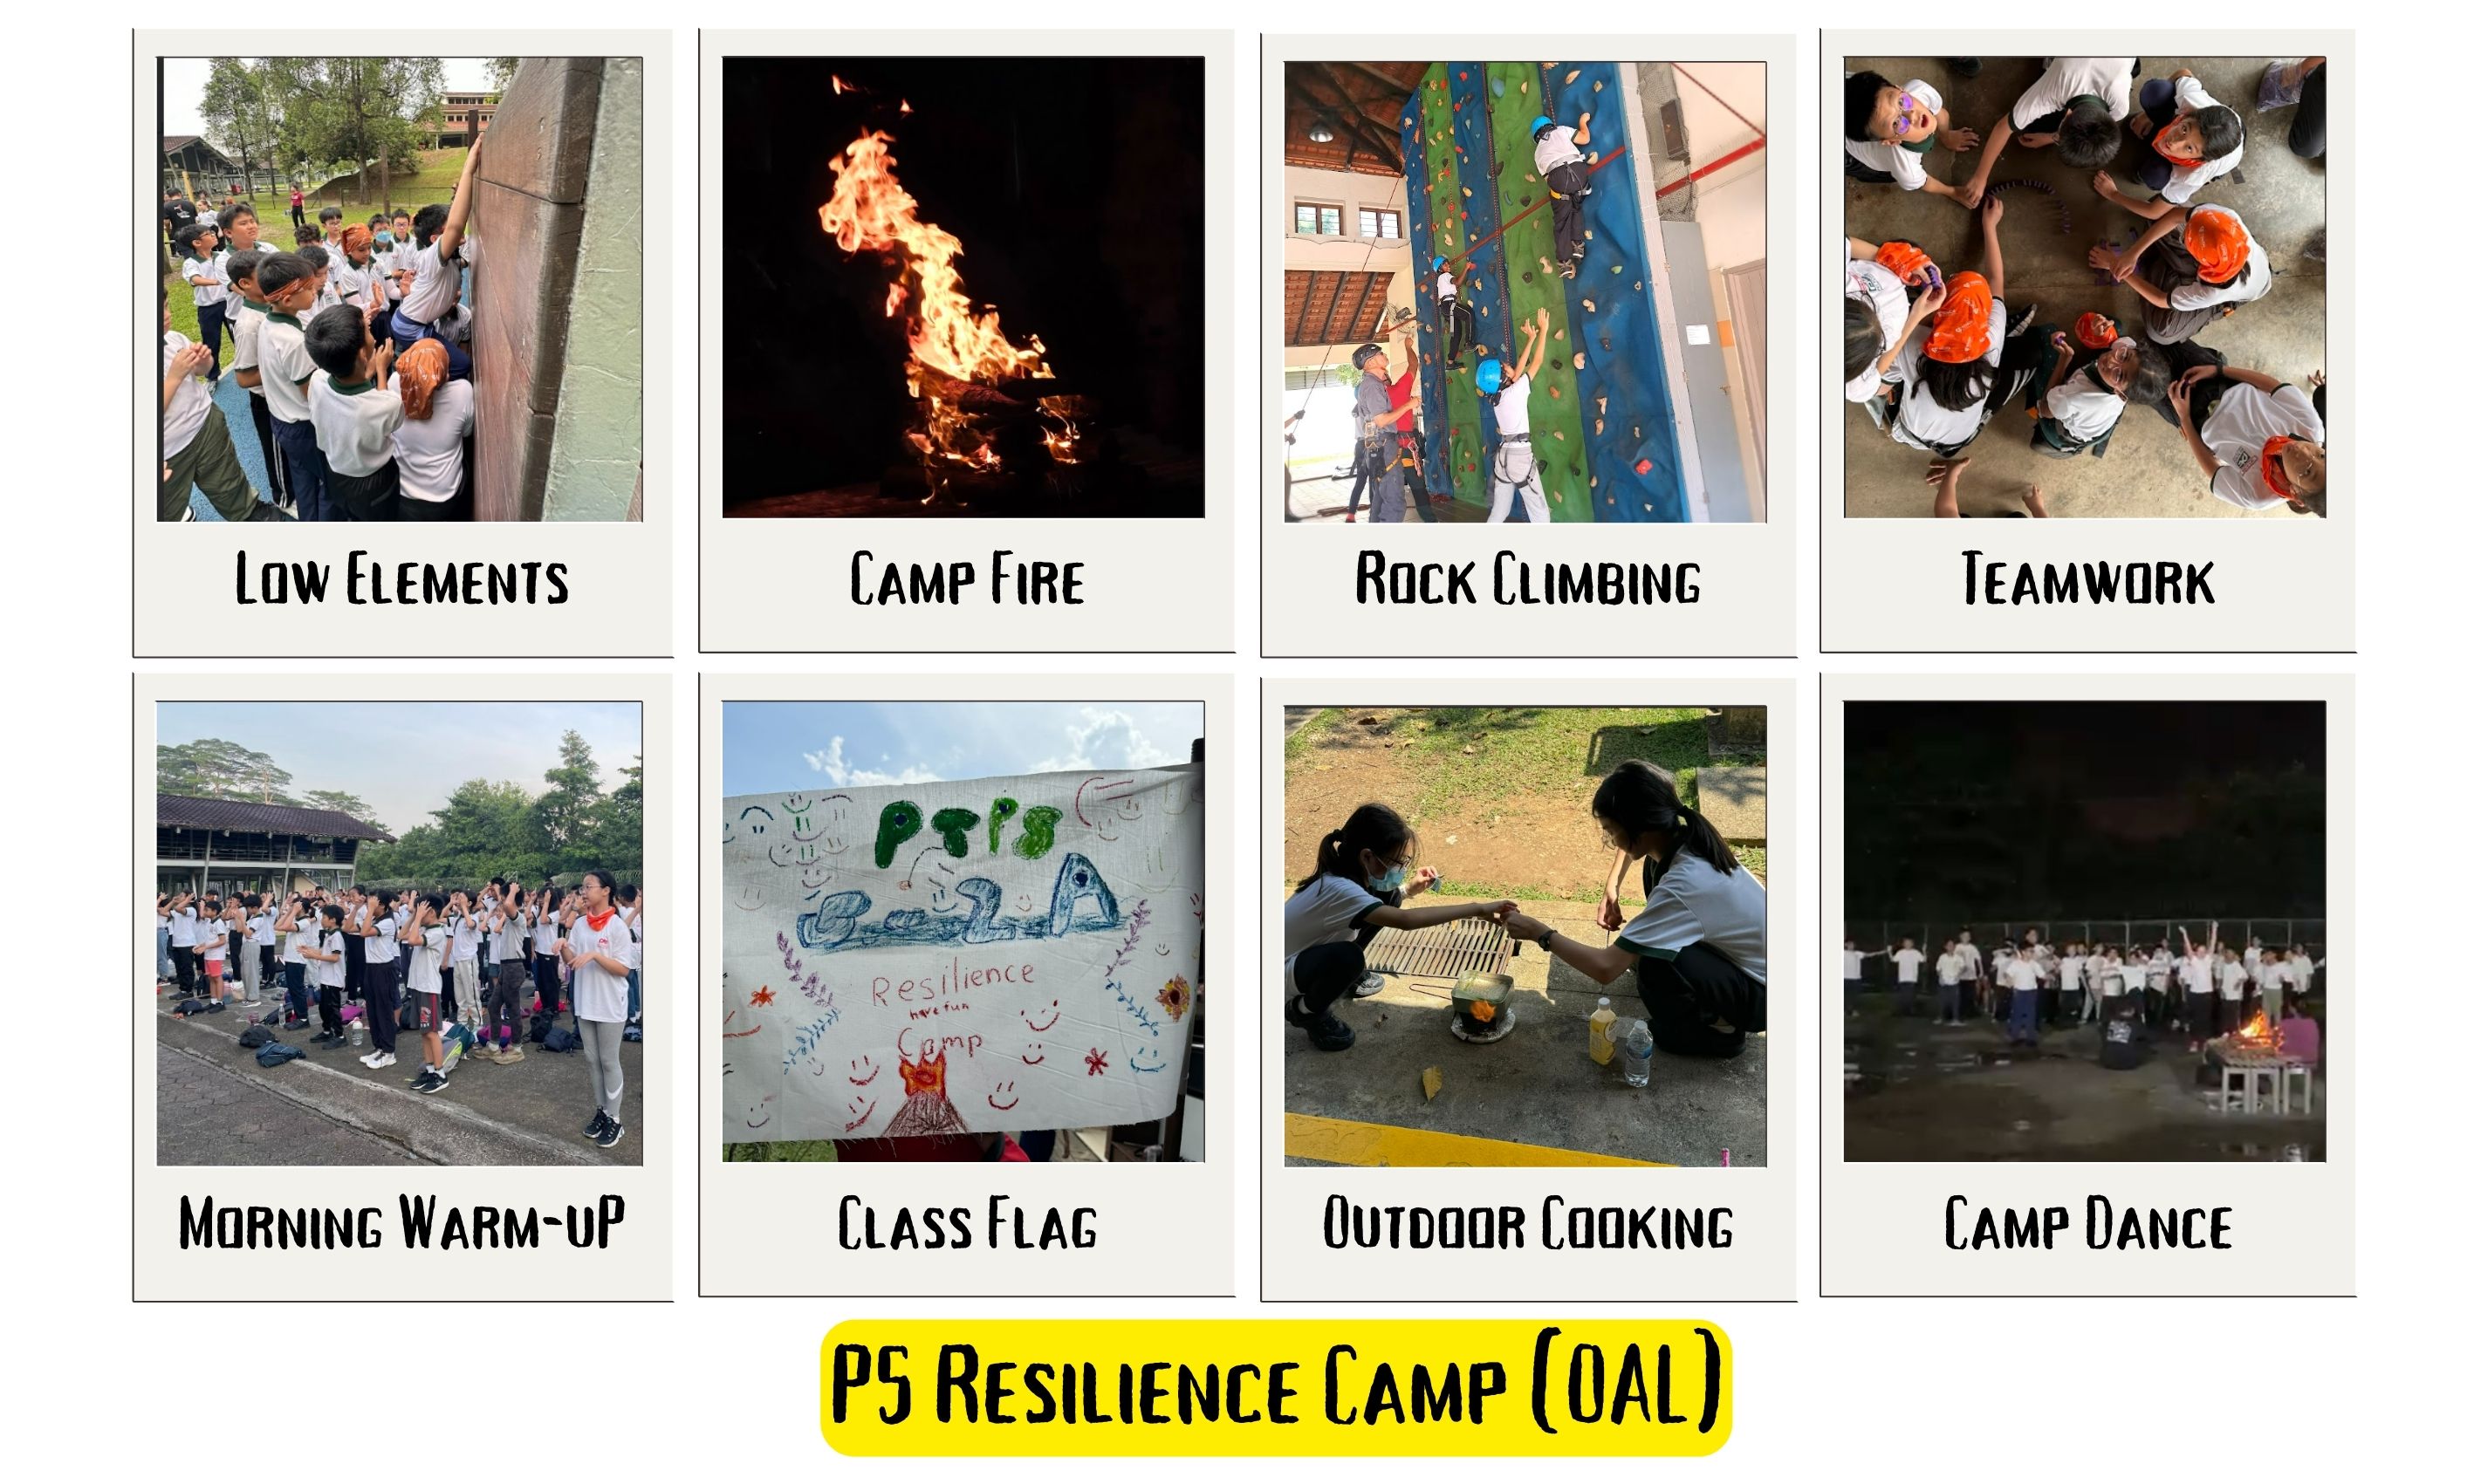 Low Elements
Camp Fire
Rock Climbing
Teamwork
PTPS
Resilience
have fun
Camp
Morning Warm-up
Class Flag
Outdoor Cooking
Camp Dance
P5 Resilience Camp (OAL)